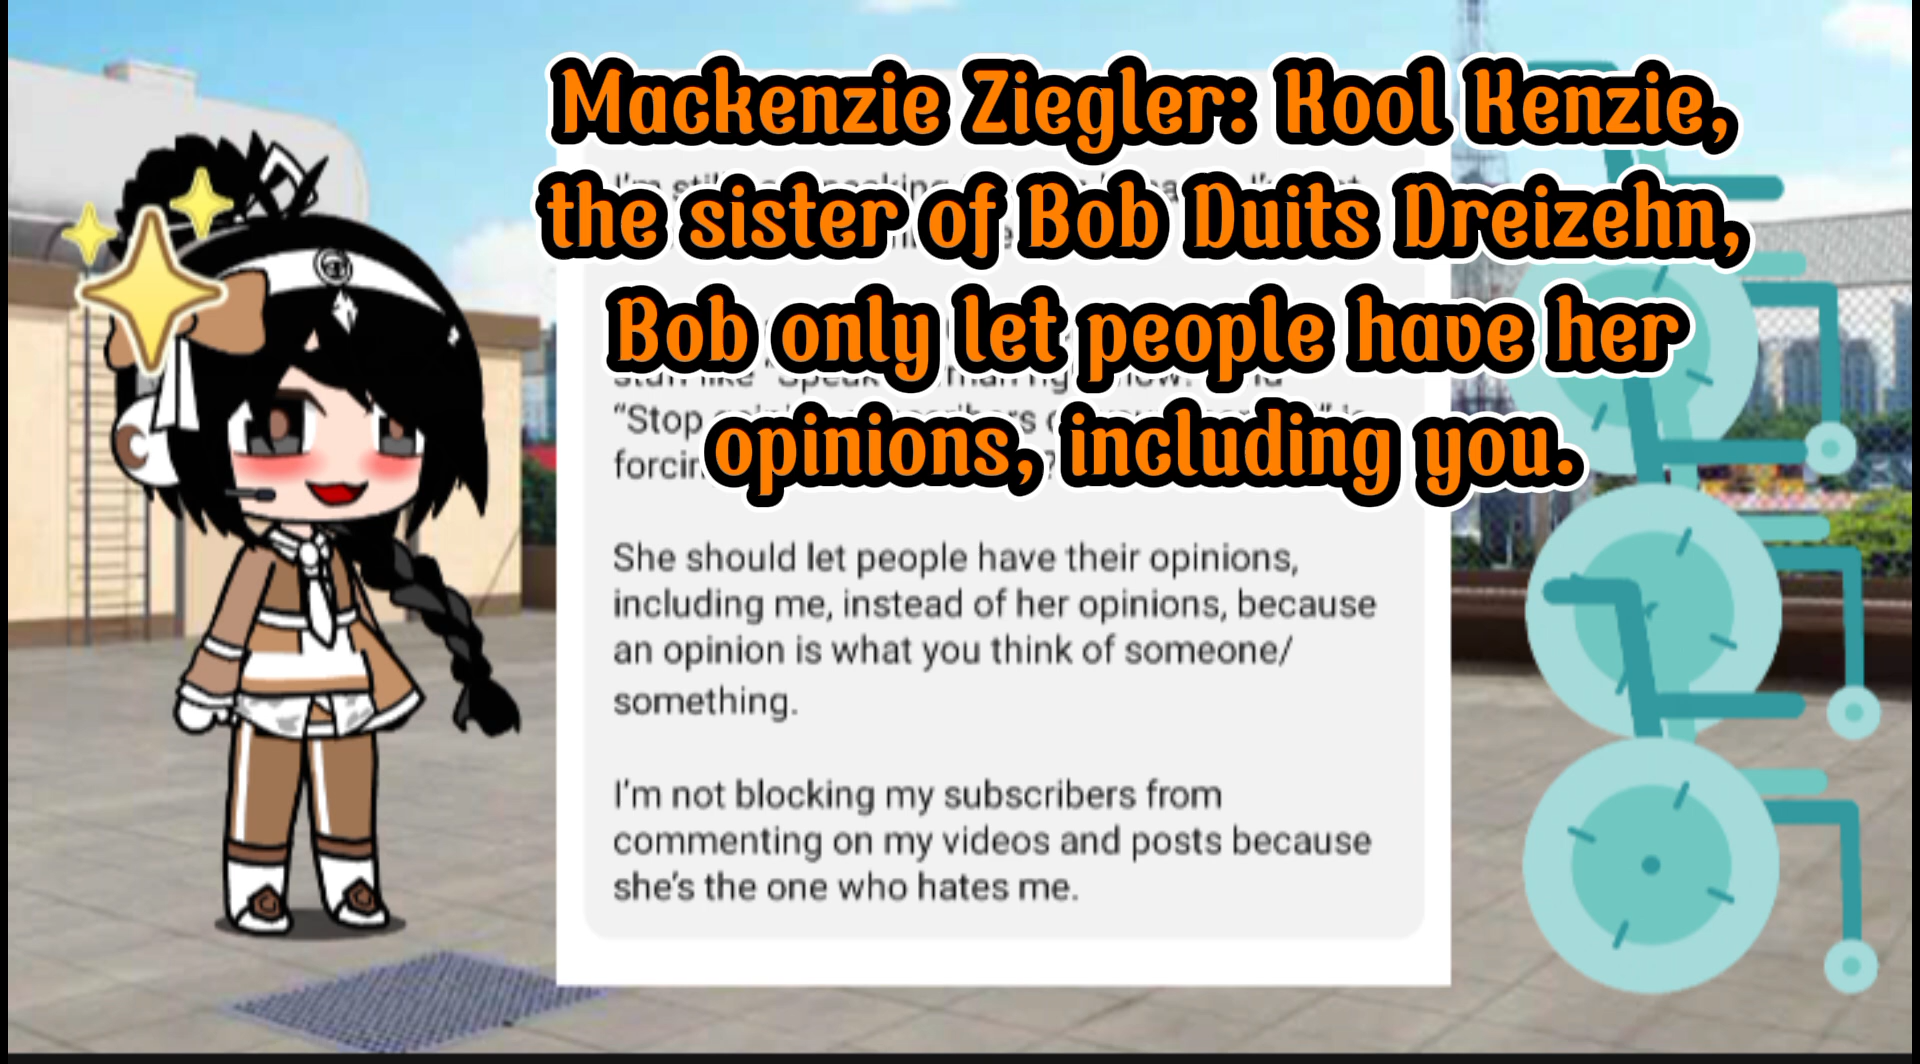 Mackenzie Ziegler: Kool Kenzie,
the sister of Bob Duits Dreizehn,
Bob only let people have her
opinions, including you.
"Stop
She should let people have their opinions,
including me, instead of her opinions, because
an opinion is what you think of someone/
something.
I'm not blocking my subscribers from
commenting on my videos and posts because
she's the one who hates me.